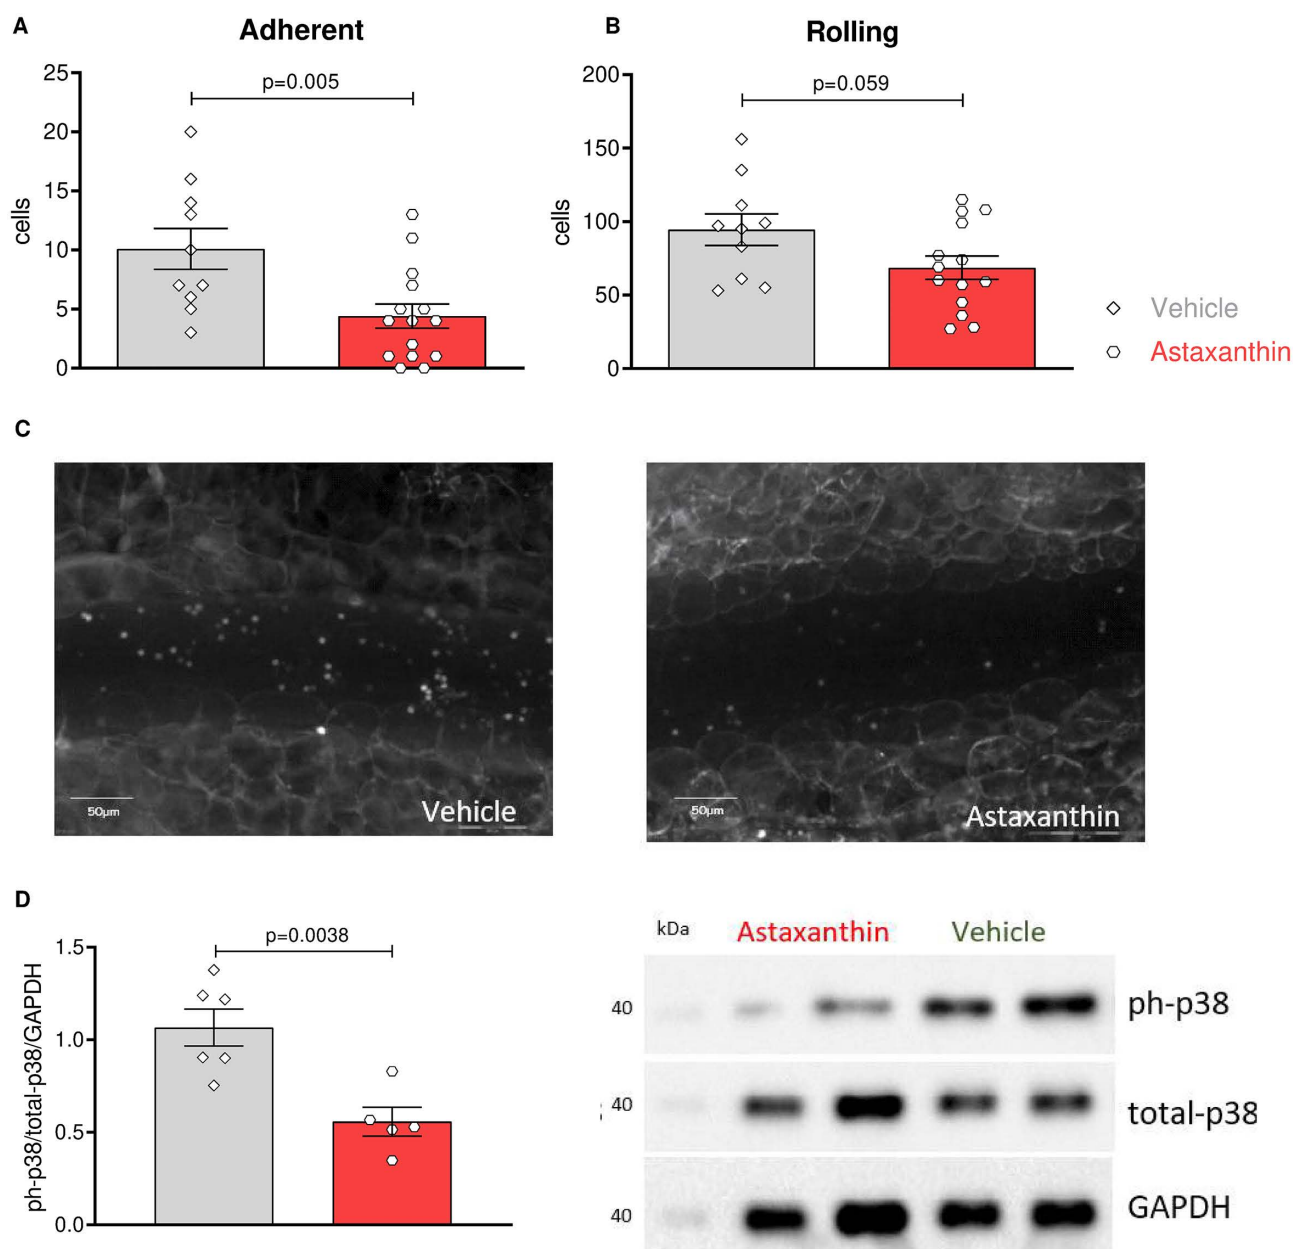 A
Adherent
p=0.005
25
20
15
10
5
0
cells
B
Rolling
p=0.059
200
150
100
50
0
cells
Vehicle
Astaxanthin
C
50µm
Vehicle
50µm
Astaxanthin
D
p=0.0038
1.5
1.0
0.5
0.0
ph-p38/total-p38/GAPDH
kDa
Astaxanthin
Vehicle
40
ph-p38
40
total-p38
40
GAPDH